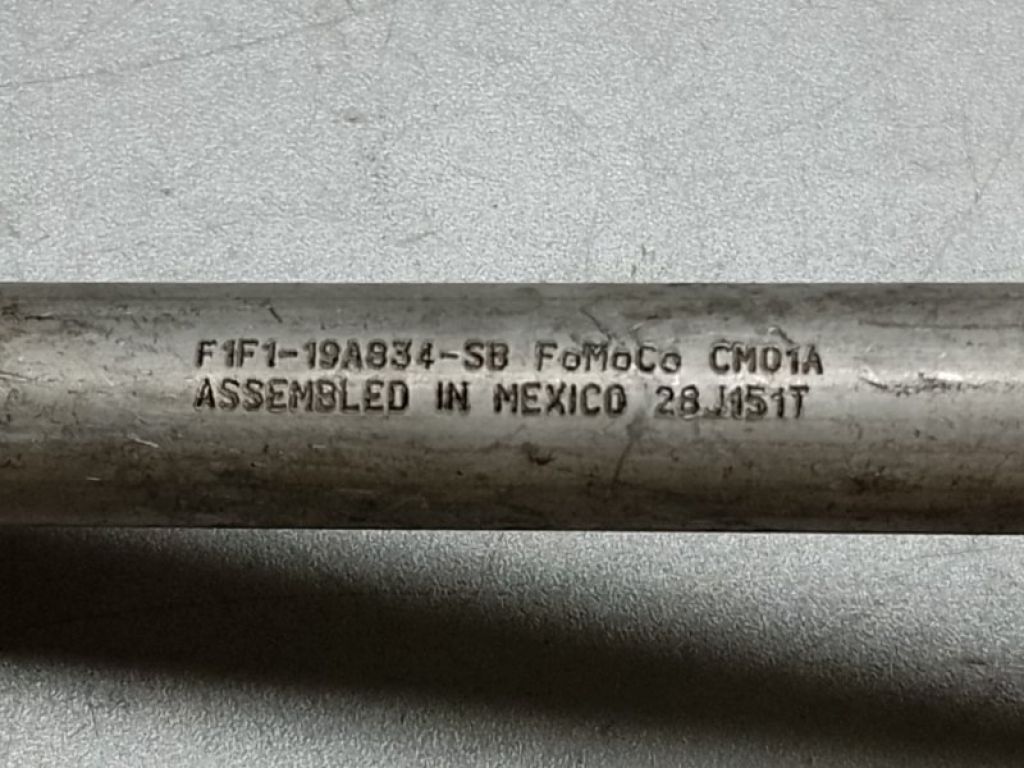 F1F1-19A834-SB FoMoCo CM01A
ASSEMBLED IN MEXICO 28J151T